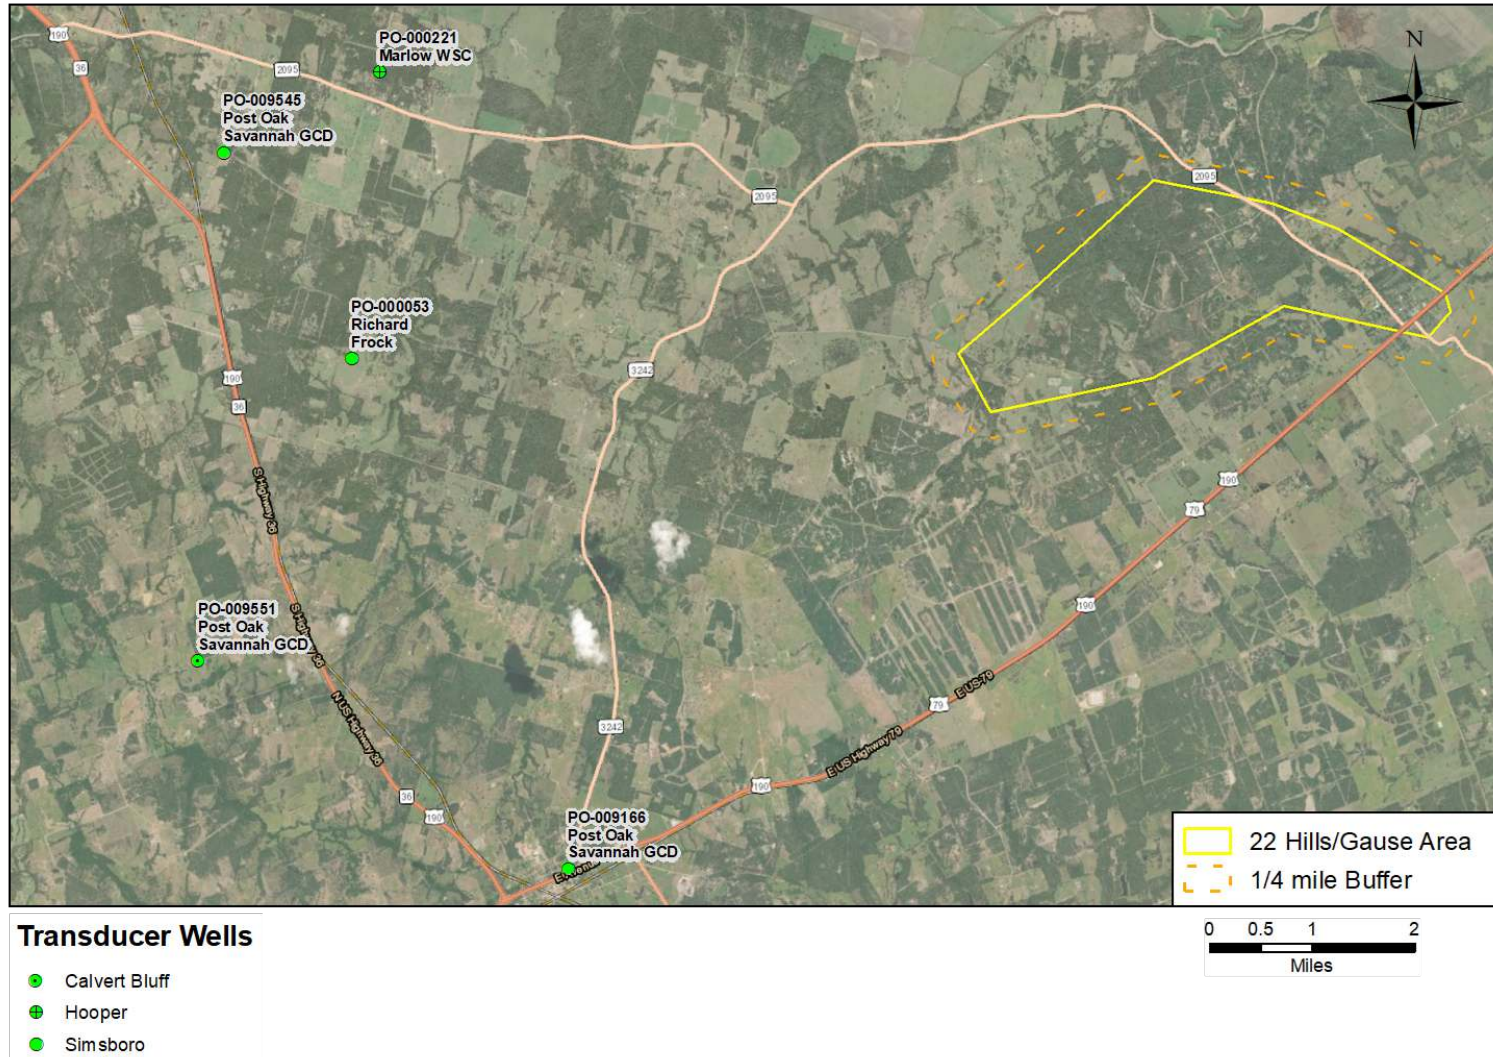 190
36
2095
PO-000221
Marlow WSC
N
PO-009545
Post Oak
Savannah GCD
2095
2095
PO-000053
Richard
Frock
3242
190
36
S Highway 36
190
79
PO-009551
Post Oak
Savannah GCD
S Highway 36
190
E US-79
79
N US Highway 36
3242
E US Highway 79
190
36
190
PO-009166
Post Oak
Savannah GCD
22 Hills/Gause Area
1/4 mile Buffer
0 0.5 1 2
Miles
Transducer Wells
Calvert Bluff
Hooper
Simsboro